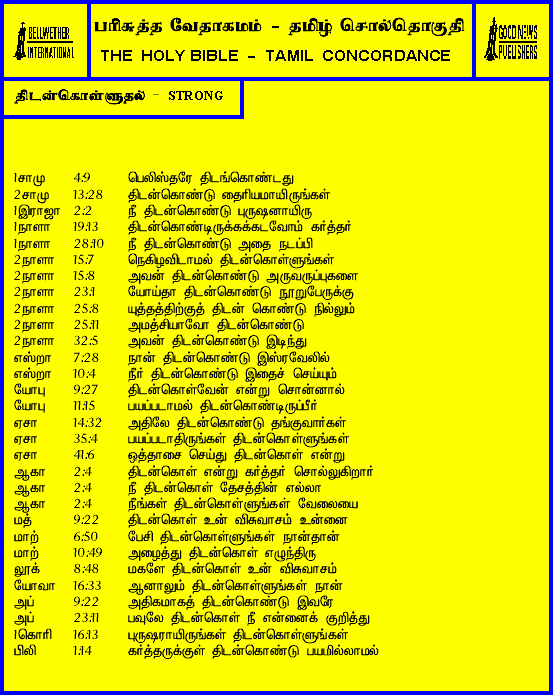 BELLWETHER
INTERNATIONAL
பரிசுத்த வேதாகமம் - தமிழ் சொல்தொகுதி
THE HOLY BIBLE - TAMIL CONCORDANCE
GOOD NEWS
PUBLISHERS
திடன்கொள்ளுதல் - STRONG
1சாமு 4:9 பெலிஸ்தரே திடங்கொண்டது
2சாமு 13:28 திடன்கொண்டு தைரியமாயிருங்கள்
1இராஜா 2:2 நீ திடன்கொண்டு புருஷனாயிரு
1நாளா 19:13 திடன்கொண்டிருக்கக்கடவோம் கர்த்தர்
1நாளா 28:10 நீ திடன்கொண்டு அதை நடப்பி
2நாளா 15:7 நெகிழவிடாமல் திடன்கொள்ளுங்கள்
2நாளா 15:8 அவன் திடன்கொண்டு அருவருப்புகளை
2நாளா 23:1 யோய்தா திடன்கொண்டு நூறுபேருக்கு
2நாளா 25:8 யுத்தத்திற்குத் திடன் கொண்டு நில்லும்
2நாளா 25:11 அமத்சியாவோ திடன்கொண்டு
2நாளா 32:5 அவன் திடன்கொண்டு இடிந்து
எஸ்றா 7:28 நான் திடன்கொண்டு இஸ்ரவேலில்
எஸ்றா 10:4 நீர் திடன்கொண்டு இதைச் செய்யும்
யோபு 9:27 திடன்கொள்வேன் என்று சொன்னால்
யோபு 11:15 பயப்படாமல் திடன்கொண்டிருப்பீர்
ஏசா 14:32 அதிலே திடன்கொண்டு தங்குவார்கள்
ஏசா 35:4 பயப்படாதிருங்கள் திடன்கொள்ளுங்கள்
ஏசா 41:6 ஒத்தாசை செய்து திடன்கொள் என்று
ஆகா 2:4 திடன்கொள் என்று கர்த்தர் சொல்லுகிறார்
ஆகா 2:4 நீ திடன்கொள் தேசத்தின் எல்லா
ஆகா 2:4 நீங்கள் திடன்கொள்ளுங்கள் வேலையை
மத் 9:22 திடன்கொள் உன் விசுவாசம் உன்னை
மாற் 6:50 பேசி திடன்கொள்ளுங்கள் நான்தான்
மாற் 10:49 அழைத்து திடன்கொள் எழுந்திரு
லூக் 8:48 மகளே திடன்கொள் உன் விசுவாசம்
யோவா 16:33 ஆனாலும் திடன்கொள்ளுங்கள் நான்
அப் 9:22 அதிகமாகத் திடன்கொண்டு இவரே
அப் 23:11 பவுலே திடன்கொள் நீ என்னைக் குறித்து
1கொரி 16:13 புருஷராயிருங்கள் திடன்கொள்ளுங்கள்
பிலி 1:14 கர்த்தருக்குள் திடன்கொண்டு பயமில்லாமல்